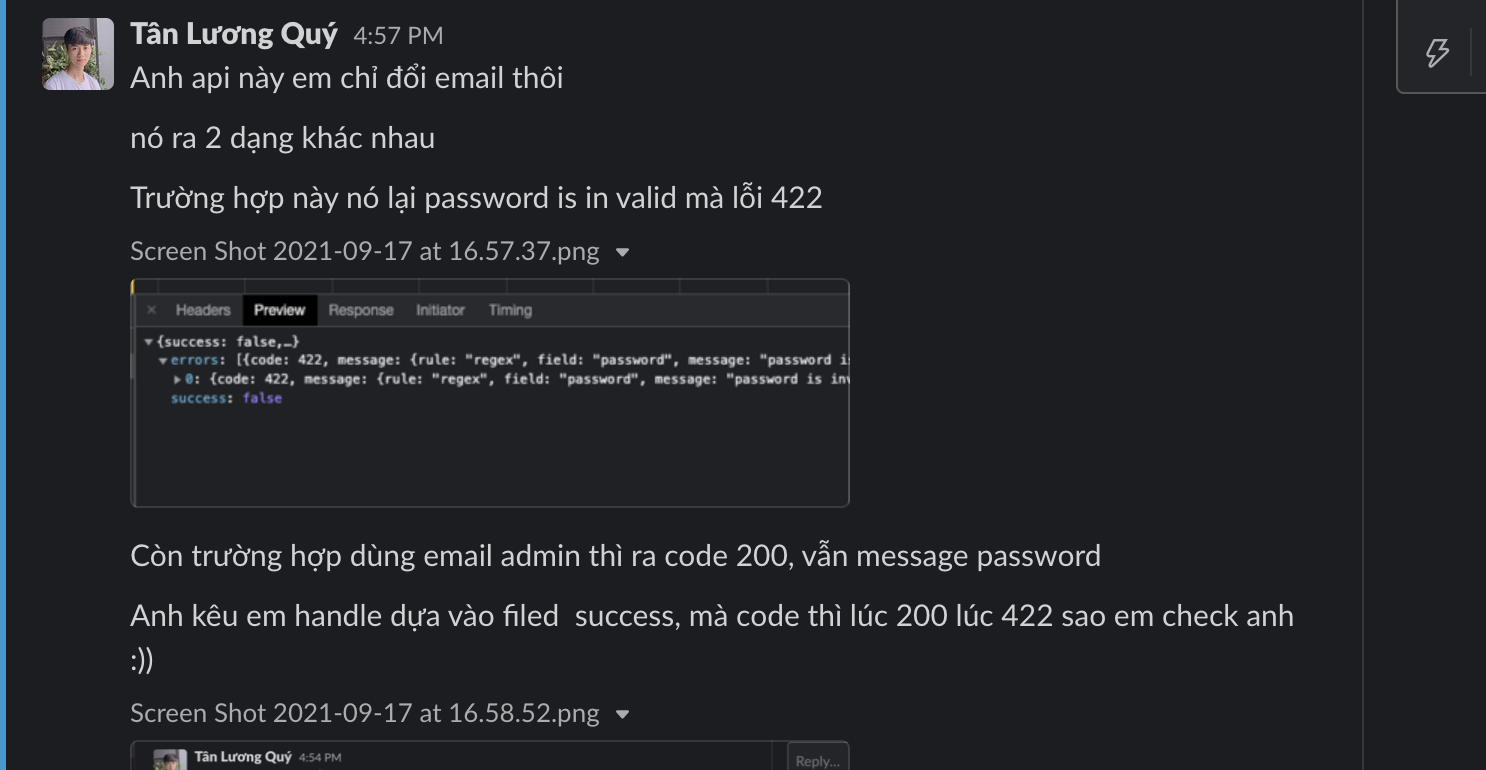 Tân Lương Quý 4:57 PM
Anh api này em chỉ đổi email thôi
nó ra 2 dạng khác nhau
Trường hợp này nó lại password is in valid mà lỗi 422
Screen Shot 2021-09-17 at 16.57.37.png
× Headers Preview Response Initiator Timing
{success: false,…}
errors: [{code: 422, message: {rule: "regex", field: "password", message: "password i
0: {code: 422, message: {rule: "regex", field: "password", message: "password is inv
success: false
Còn trường hợp dùng email admin thì ra code 200, vẫn message password
Anh kêu em handle dựa vào filed success, mà code thì lúc 200 lúc 422 sao em check anh
:))
Screen Shot 2021-09-17 at 16.58.52.png
Tân Lương Quý 4:54 PM
Reply...